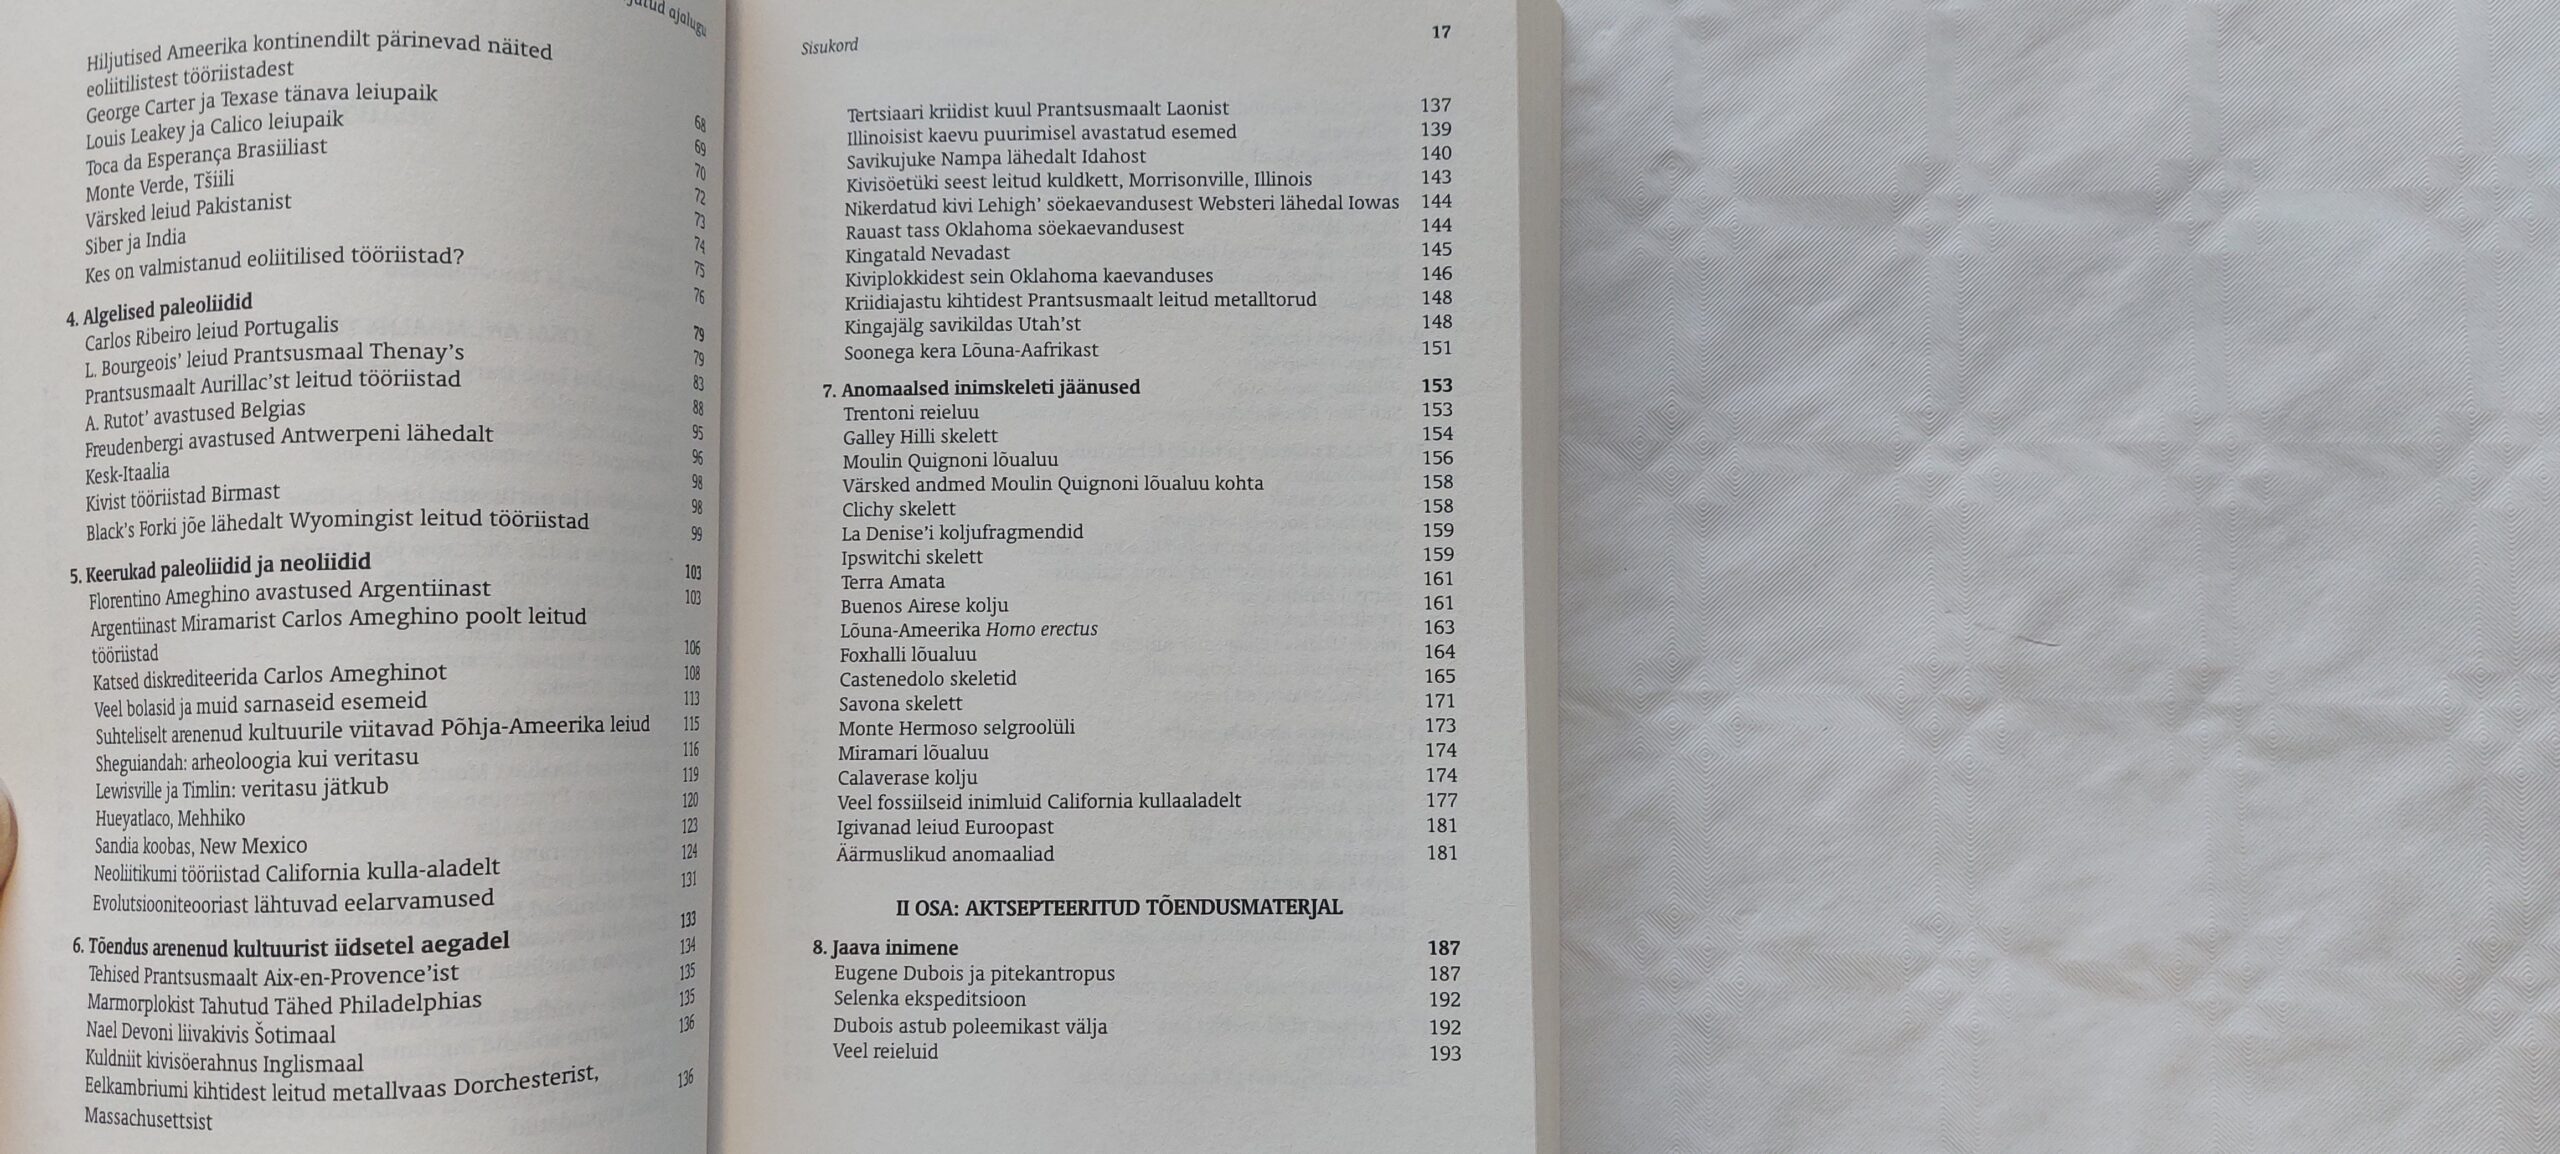 ajalugu
Hiljutised Ameerika kontinendilt pärinevad näited
eoliitilistest tööriistadest 68
George Carter ja Texase tänava leiupaik 69
Louis Leakey ja Calico leiupaik 70
Toca da Esperança Brasiiliast 72
Monte Verde, Tšiili 73
Värsked leiud Pakistanist 74
Siber ja India 75
Kes on valmistanud eoliitilised tööriistad? 76
4. Algelised paleoliidid 79
Carlos Ribeiro leiud Portugalis 79
L. Bourgeois’ leiud Prantsusmaal Thenay’s 83
Prantsusmaalt Aurillac’st leitud tööriistad 88
A. Rutot’ avastused Belgias 95
Freudenbergi avastused Antwerpeni lähedalt 96
Kesk-Itaalia 98
Kivist tööriistad Birmast 98
Black’s Forki jõe lähedalt Wyomingist leitud tööriistad 99
5. Keerukad paleoliidid ja neoliidid 103
Florentino Ameghino avastused Argentiinast 103
Argentiinast Miramarist Carlos Ameghino poolt leitud
tööriistad 106
Katsed diskrediteerida Carlos Ameghinot 108
Veel bolasid ja muid sarnaseid esemeid 113
Suhteliselt arenenud kultuurile viitavad Põhja-Ameerika leiud 115
Sheguiandah: arheoloogia kui veritasu 116
Lewisville ja Timlin: veritasu jätkub 119
Hueyatlaco, Mehhiko 120
Sandia koobas, New Mexico 123
Neoliitikumi tööriistad California kulla-aladelt 124
Evolutsiooniteooriast lähtuvad eelarvamused 131
6. Tõendus arenenud kultuurist iidsetel aegadel 133
Tehised Prantsusmaalt Aix-en-Provence’ist 134
Marmorplokist Tahutud Tähed Philadelphias 135
Nael Devoni liivakivis Šotimaal 135
Kuldniit kivisöerahnus Inglismaal 136
Eelkambriumi kihtidest leitud metallvaas Dorchesterist,
Massachusettsist 136
Sisukord 17
Tertsiaari kriidist kuul Prantsusmaalt Laonist 137
Illinoisist kaevu puurimisel avastatud esemed 139
Savikujuke Nampa lähedalt Idahost 140
Kivisöetüki seest leitud kuldkett, Morrisonville, Illinois 143
Nikerdatud kivi Lehigh’ söekaevandusest Websteri lähedal Iowas 144
Rauast tass Oklahoma söekaevandusest 144
Kingatald Nevadast 145
Kiviplokkidest sein Oklahoma kaevanduses 146
Kriidiajastu kihtidest Prantsusmaalt leitud metalltorud 148
Kingajälg savikildas Utah’st 148
Soonega kera Lõuna-Aafrikast 151
7. Anomaalsed inimskeleti jäänused 153
Trentoni reieluu 153
Galley Hilli skelett 154
Moulin Quignoni lõualuu 156
Värsked andmed Moulin Quignoni lõualuu kohta 158
Clichy skelett 158
La Denise’i koljufragmendid 159
Ipswitchi skelett 159
Terra Amata 161
Buenos Airese kolju 161
Lõuna-Ameerika Homo erectus 163
Foxhalli lõualuu 164
Castenedolo skeletid 165
Savona skelett 171
Monte Hermoso selgroolüli 173
Miramari lõualuu 174
Calaverase kolju 174
Veel fossiilseid inimluid California kullaaladelt 177
Igivanad leiud Euroopast 181
Äärmuslikud anomaaliad 181
II OSA: AKTSEPTEERITUD TÕENDUSMATERJAL
8. Jaava inimene 187
Eugene Dubois ja pitekantropus 187
Selenka ekspeditsioon 192
Dubois astub poleemikast välja 192
Veel reieluid 193